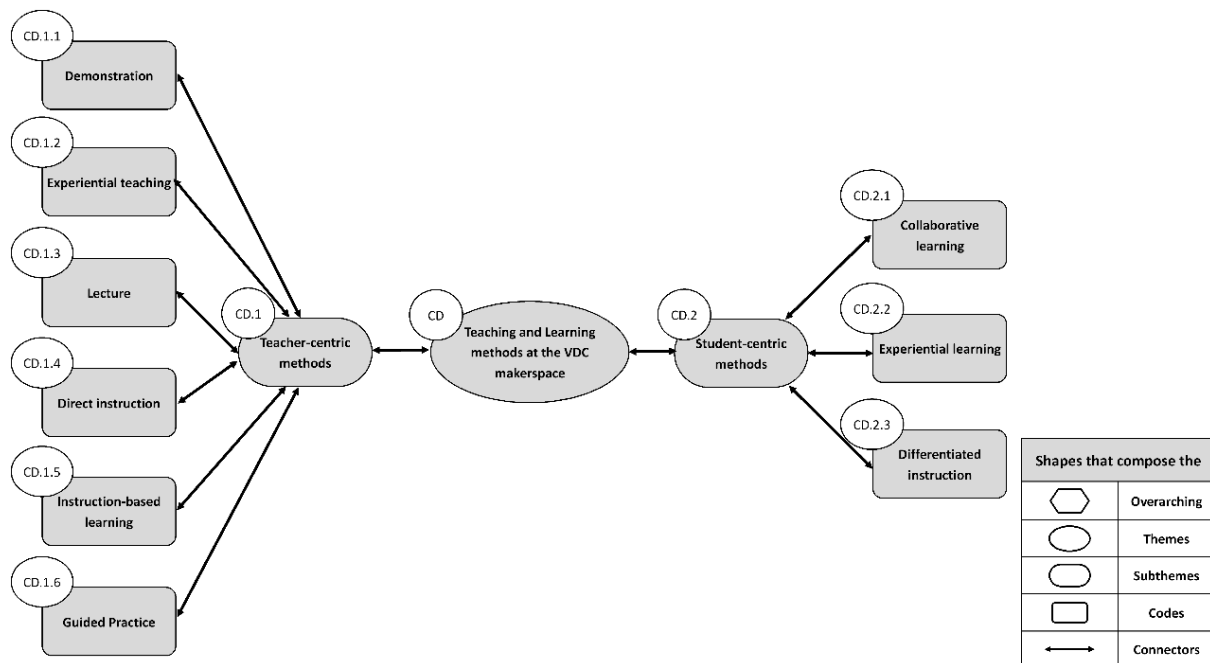 CD.1.1
Demonstration
CD.1.2
Experiential teaching
CD.1.3
Lecture
CD.1.4
Direct instruction
CD.1.5
Instruction-based
learning
CD.1.6
Guided Practice
CD.1
Teacher-centric
methods
CD
Teaching and Learning
methods at the VDC
makerspace
CD.2
Student-centric
methods
CD.2.1
Collaborative
learning
CD.2.2
Experiential learning
CD.2.3
Differentiated
instruction
Shapes that compose the
Overarching
Themes
Subthemes
Codes
Connectors